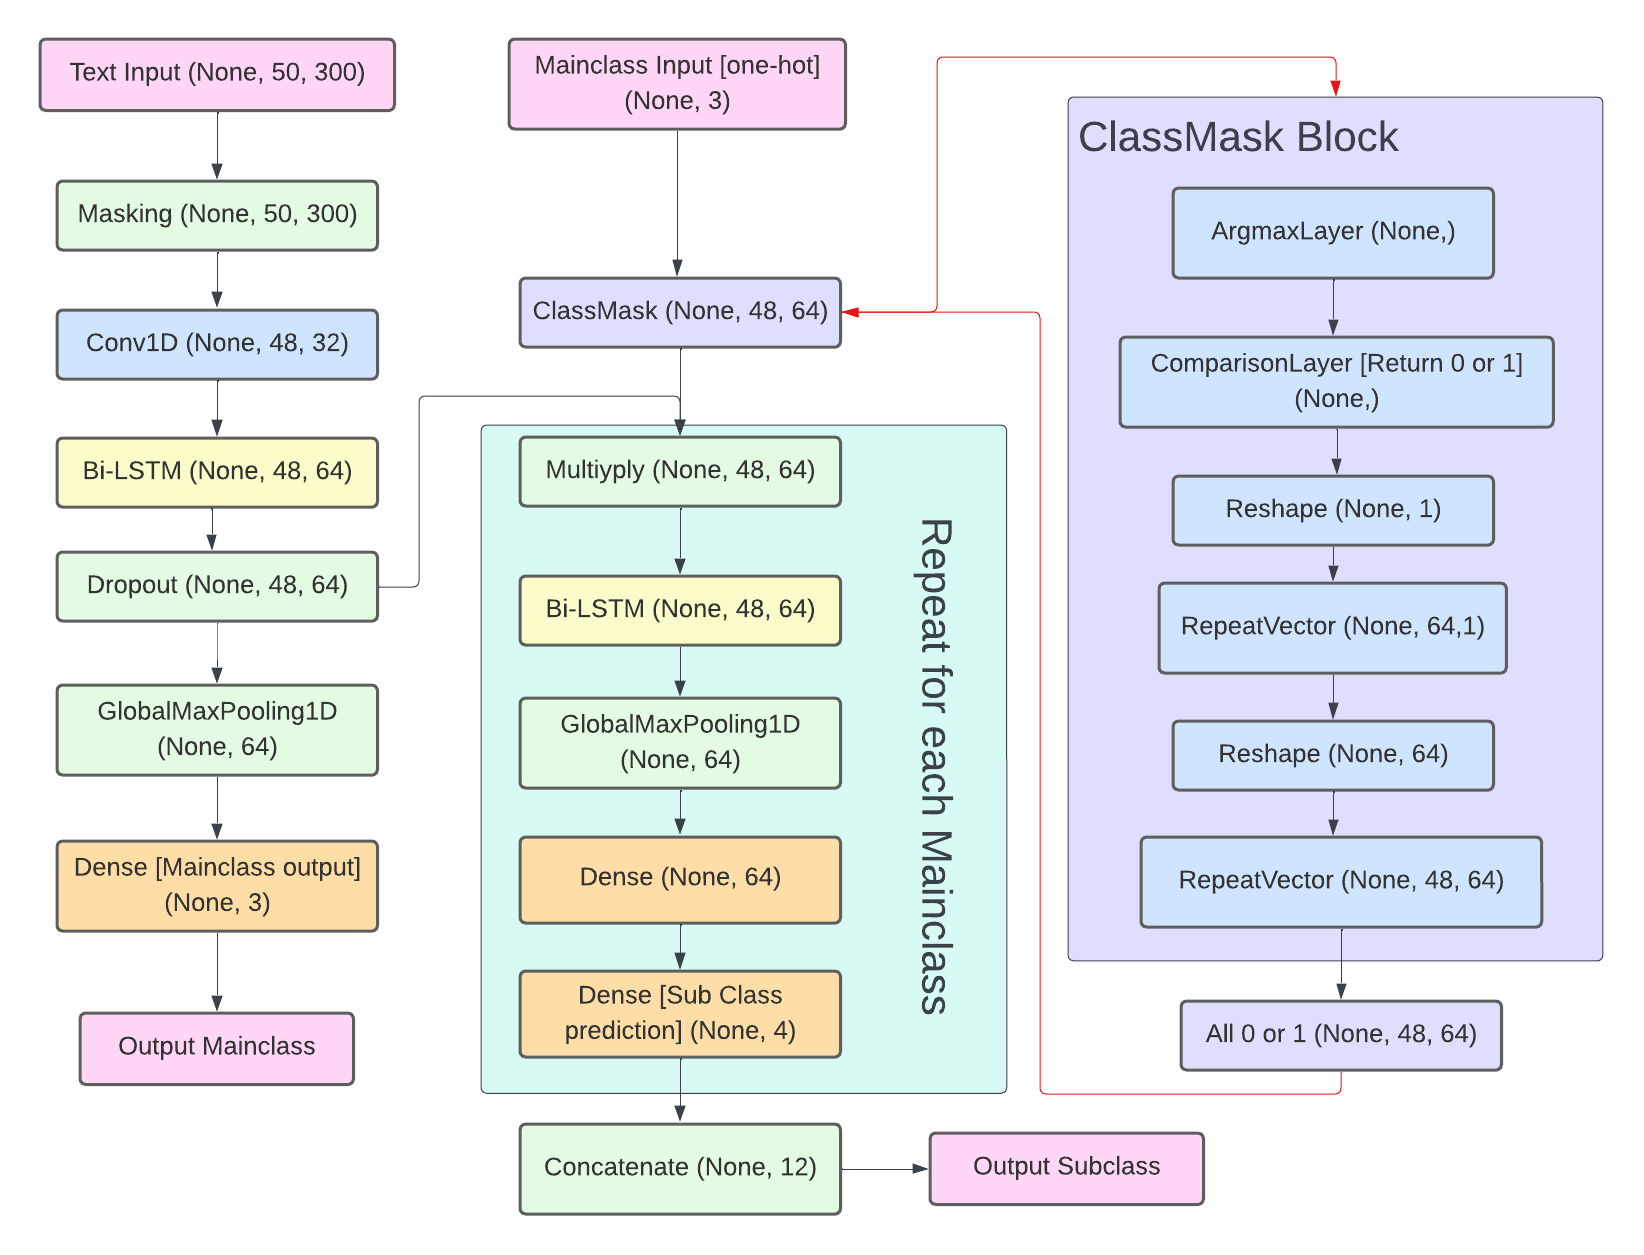 Text Input (None, 50, 300)
Masking (None, 50, 300)
Conv1D (None, 48, 32)
Bi-LSTM (None, 48, 64)
Dropout (None, 48, 64)
GlobalMaxPooling1D
(None, 64)
Dense [Mainclass output]
(None, 3)
Output Mainclass
Mainclass Input [one-hot]
(None, 3)
ClassMask (None, 48, 64)
Multiyply (None, 48, 64)
Bi-LSTM (None, 48, 64)
GlobalMaxPooling1D
(None, 64)
Dense (None, 64)
Dense [Sub Class
prediction] (None, 4)
Repeat for each Mainclass
Concatenate (None, 12)
Output Subclass
ClassMask Block
ArgmaxLayer (None,)
ComparisonLayer [Return 0 or 1]
(None,)
Reshape (None, 1)
RepeatVector (None, 64,1)
Reshape (None, 64)
RepeatVector (None, 48, 64)
All 0 or 1 (None, 48, 64)